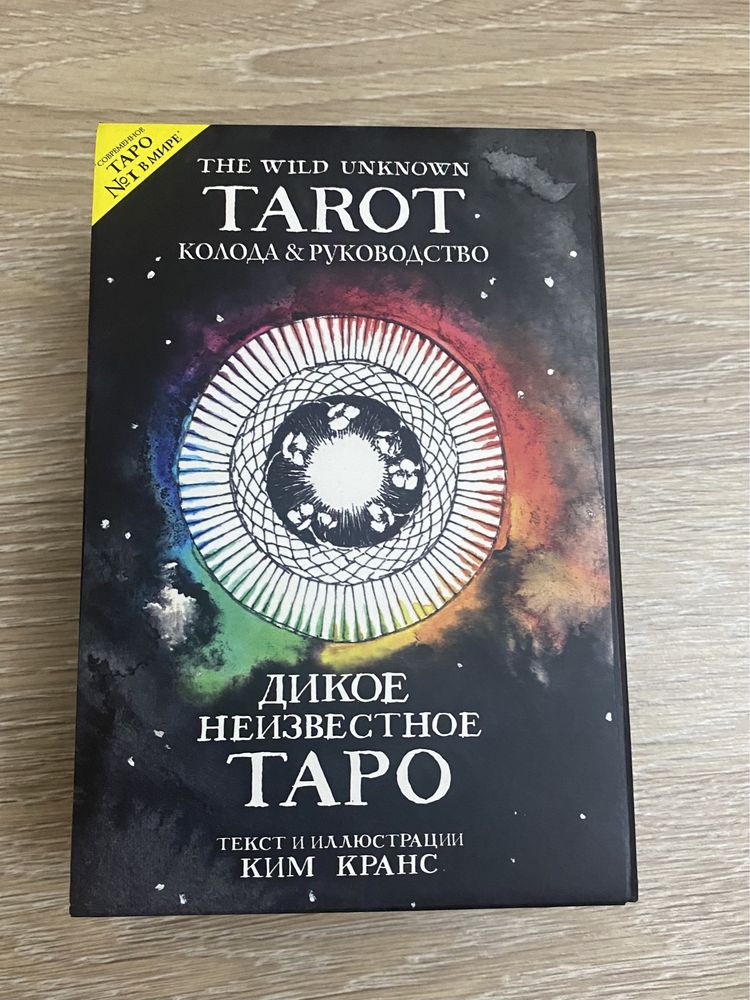 СОВРЕМЕННОЕ
ТАРО
№1 В МИРЕ
THE WILD UNKNOWN
TAROT
КОЛОДА & РУКОВОДСТВО
ДИКОЕ
НЕИЗВЕСТНОЕ
ТАРО
ТЕКСТ И ИЛЛЮСТРАЦИИ
КИМ КРАНС